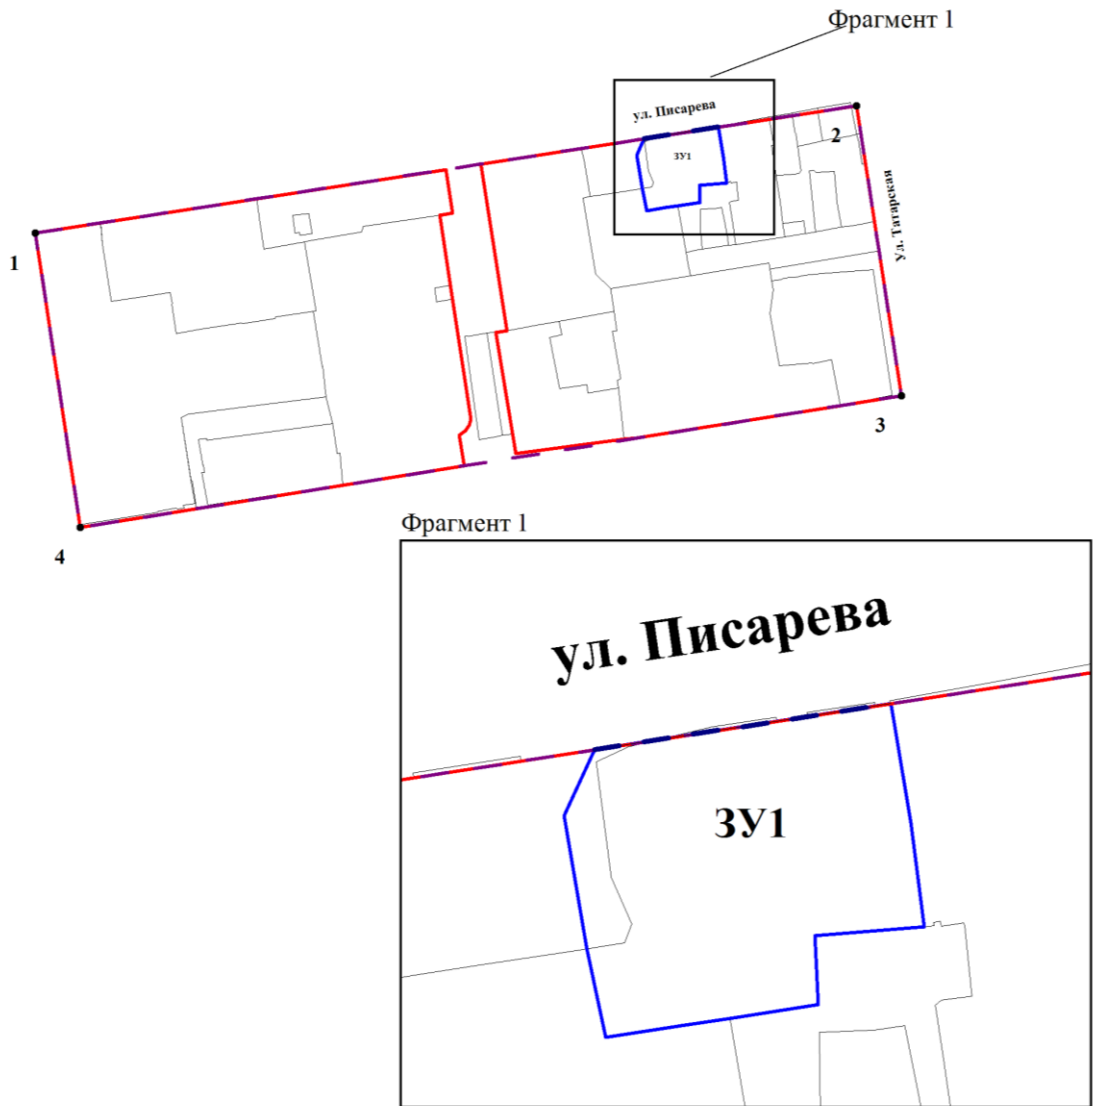 Фрагмент 1
ул. Писарева
ЗУ1
2
Ул. Татарская
1
3
4
Фрагмент 1
ул. Писарева
ЗУ1